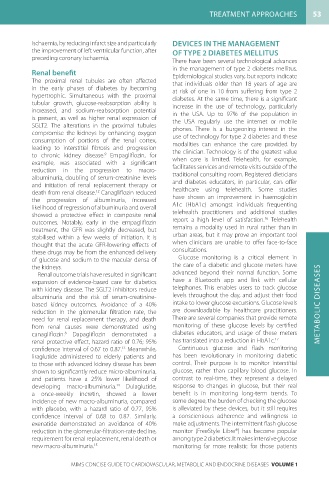 TREATMENT APPROACHES 53
ischaemia, by reducing infarct size and particularly
the improvement of left ventricular function, after
preceding coronary ischaemia.
Renal benefit
The proximal renal tubules are often affected
in the early phases of diabetes by becoming
hypertrophic. Simultaneous with the proximal
tubular growth, glucose-reabsorption ability is
increased, and sodium-reabsorption potential
is present, as well as higher renal expression of
SGLT2. The alterations in the proximal tubules
compromise the kidneys by enhancing oxygen
consumption of portions of the renal cortex,
leading to interstitial fibrosis and progression
to chronic kidney disease. Empagliflozin, for
example, was associated with a significant
reduction in the progression to macro-
albuminuria, doubling of serum-creatinine levels
and initiation of renal replacement therapy or
death from renal disease. Canagliflozin reduced
the progression of albuminuria, increased
likelihood of regression of albuminuria and overall
showed a protective effect in composite renal
outcomes. Notably, early in the empagliflozin
treatment, the GFR was slightly decreased, but
stabilised within a few weeks of initiation. It is
thought that the acute GFR-lowering effects of
these drugs may be from the enhanced delivery
of glucose and sodium to the macular densa of
the kidneys.
Renal outcome trials have resulted in significant
expansion of evidence-based care for diabetics
with kidney disease. The SGLT2 inhibitors reduce
albuminuria and the risk of serum-creatinine-
based kidney outcomes. Avoidance of a 40%
reduction in the glomerular filtration rate, the
need for renal replacement therapy, and death
from renal causes were demonstrated using
canagliflozin. Dapagliflozin demonstrated a
renal protective effect, hazard ratio of 0.76; 95%
confidence interval of 0.67 to 0.87. Meanwhile,
liraglutide administered to elderly patients and
to those with advanced kidney disease has been
shown to significantly reduce micro-albuminuria,
and patients have a 25% lower likelihood of
developing macro-albuminuria. Dulaglutide,
a once-weekly incretin, showed a lower
incidence of new macro-albuminuria, compared
with placebo, with a hazard ratio of 0.77, 95%
confidence interval of 0.68 to 0.87. Similarly,
exenatide demonstrated an avoidance of 40%
reduction in the glomerular-filtration-rate decline,
requirement for renal replacement, renal death or
new macro-albuminuria.
DEVICES IN THE MANAGEMENT
OF TYPE 2 DIABETES MELLITUS
There have been several technological advances
in the management of type 2 diabetes mellitus.
Epidemiological studies vary, but reports indicate
that individuals older than 18 years of age are
at risk of one in 10 from suffering from type 2
diabetes. At the same time, there is a significant
increase in the use of technology, particularly
in the USA. Up to 97% of the population in
the USA regularly use the internet or mobile
phones. There is a burgeoning interest in the
use of technology for type 2 diabetes and these
modalities can enhance the care provided by
the clinician. Technology is of the greatest value
when care is limited. Telehealth, for example,
facilitates services and remote visits outside of the
traditional consulting room. Registered dieticians
and diabetes educators, in particular, can offer
healthcare using telehealth. Some studies
have shown an improvement in haemoglobin
A1c (HbA1c) amongst individuals frequenting
telehealth practitioners and additional studies
report a high level of satisfaction. Telehealth
remains a modality used in rural rather than in
urban areas, but it may prove an important tool
when clinicians are unable to offer face-to-face
consultations.
Glucose monitoring is a critical element in
the care of a diabetic and glucose meters have
advanced beyond their normal function. Some
have a Bluetooth app and link with cellular
telephones. This enables users to track glucose
levels throughout the day, and adjust their food
intake to lower glucose excursions. Glucose levels
are downloadable for healthcare practitioners.
There are several companies that provide remote
monitoring of these glucose levels by certified
diabetes educators, and usage of these meters
has translated into a reduction in HbA1c.
Continuous glucose and flash monitoring
has been revolutionary in monitoring diabetic
control. Their purpose is to monitor interstitial
glucose, rather than capillary blood glucose. In
contrast to real-time, they represent a delayed
response to changes in glucose, but their real
benefit is in monitoring long-term trends. To
some degree, the burden of checking the glucose
is alleviated by these devices, but it still requires
a conscientious adherence and willingness to
make adjustments. The intermittent flash glucose
monitor (FreeStyle Libre®) has become popular
among type 2 diabetics. It makes intensive glucose
monitoring far more realistic for those patients
METABOLIC DISEASES
MIMS CONCISE GUIDE TO CARDIOVASCULAR, METABOLIC AND ENDOCRINE DISEASES VOLUME 1